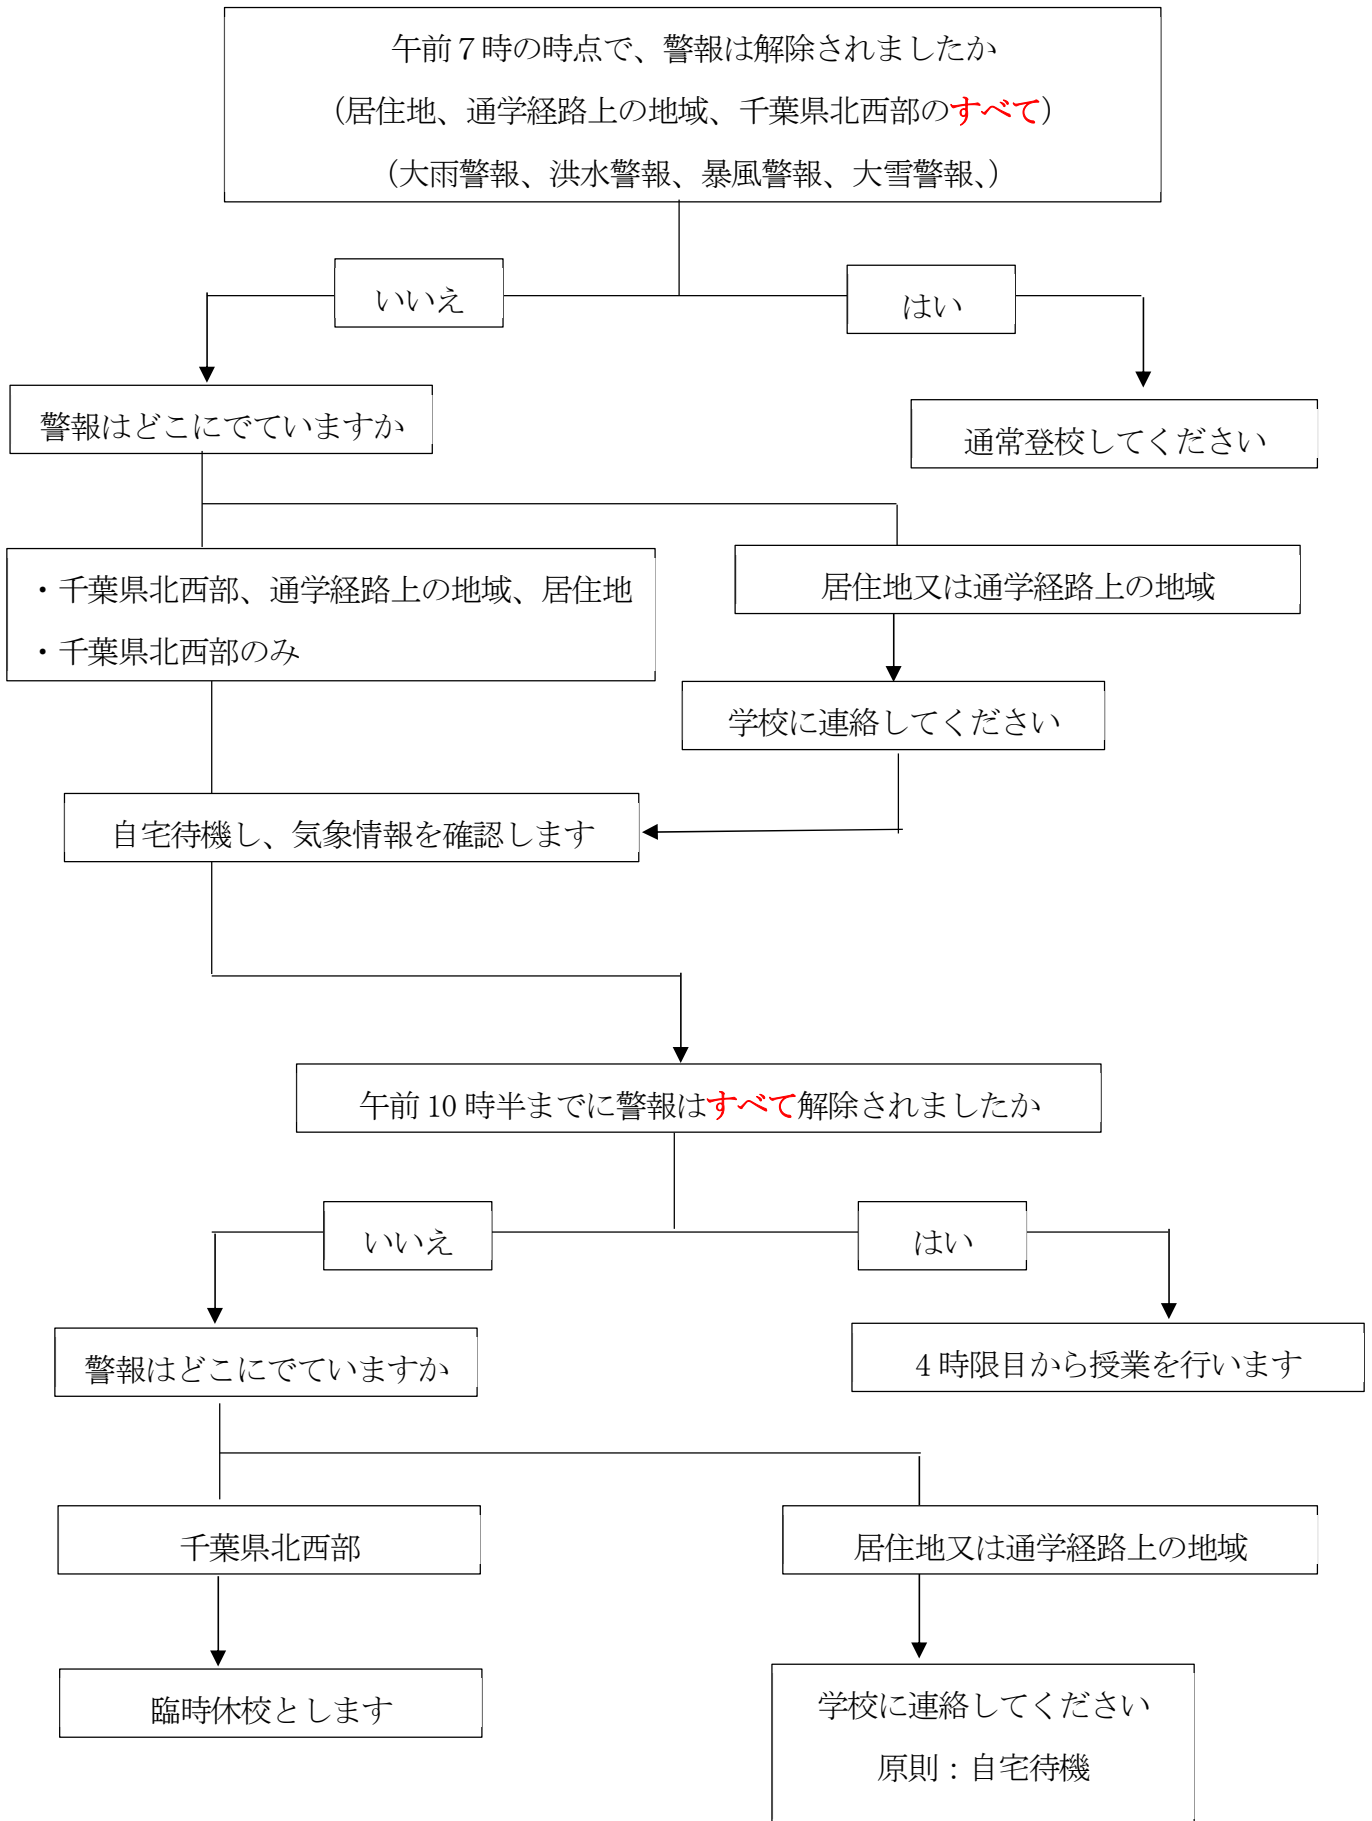 午前７時の時点で、警報は解除されましたか
(居住地、通学経路上の地域、千葉県北西部のすべて)
(大雨警報、洪水警報、暴風警報、大雪警報、)
いいえ
はい
警報はどこにでていますか
通常登校してください
・千葉県北西部、通学経路上の地域、居住地
・千葉県北西部のみ
居住地又は通学経路上の地域
学校に連絡してください
自宅待機し、気象情報を確認します
午前 10 時半までに警報はすべて解除されましたか
いいえ
はい
警報はどこにでていますか
4 時限目から授業を行います
千葉県北西部
居住地又は通学経路上の地域
臨時休校とします
学校に連絡してください
原則：自宅待機